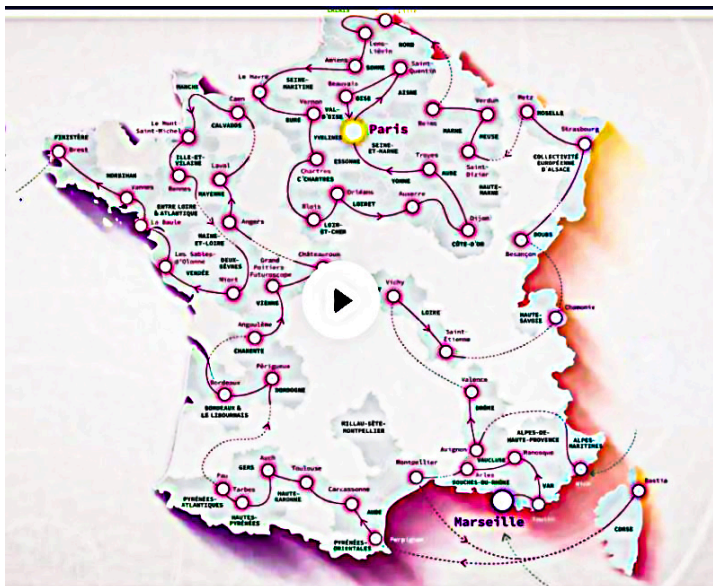 NORD
Lens-
Liévin
Amiens
SOMME
Saint-
Quentin
Le Havre
SEINE-
MARITIME
Beauvais
OISE
AISNE
MANCHE
Caen
CALVADOS
Vernon
EURE
VAL-
D'OISE
Reims
Verdun
Metz
MOSELLE
Le Mont
Saint-Michel
YVELINES
Paris
MARNE
MEUSE
Strasbourg
FINISTÈRE
Brest
ILLE-ET-
VILAINE
Laval
ESSONNE
SEINE-
ET-MARNE
Troyes
Saint-
Dizier
COLLECTIVITÉ
EUROPÉENNE
D'ALSACE
MORBIHAN
Vannes
Rennes
MAYENNE
Chartres
C'CHARTRES
YONNE
AUBE
HAUTE-
MARNE
ENTRE LOIRE
& ATLANTIQUE
Orléans
LOIRET
Auxerre
La Baule
Angers
Blois
LOIR-
ET-CHER
Dijon
CÔTE-D'OR
DOUBS
Besançon
MAINE-
ET-LOIRE
Les Sables-
d'Olonne
VENDÉE
DEUX-
SÈVRES
Niort
Grand
Poitiers
Futuroscope
Châteauroux
VIENNE
Vichy
LOIRE
HAUTE-
SAVOIE
Chamonix
Angoulême
CHARENTE
Saint-
Étienne
Périgueux
Bordeaux
DORDOGNE
BORDEAUX &
LE LIBOURNAIS
Valence
DRÔME
MILLAU-SÈTE-
MONTPELLIER
ALPES-DE-
HAUTE-PROVENCE
ALPES-
MARITIMES
Avignon
VAUCLUSE
Manosque
Auch
GERS
Toulouse
Montpellier
Arles
Nice
Pau
Tarbes
HAUTE-
GARONNE
Carcassonne
BOUCHES-DU-RHÔNE
VAR
Bastia
PYRÉNÉES-
ATLANTIQUES
HAUTES-
PYRÉNÉES
AUDE
Toulon
Marseille
CORSE
PYRÉNÉES-
ORIENTALES
Perpignan